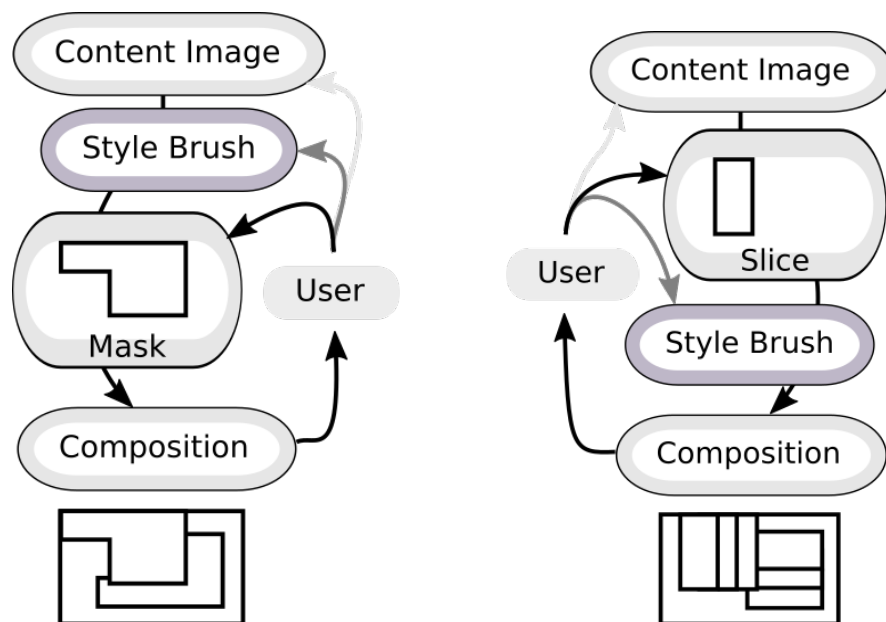 Content Image
Style Brush
Mask
User
Composition
Content Image
Slice
User
Style Brush
Composition